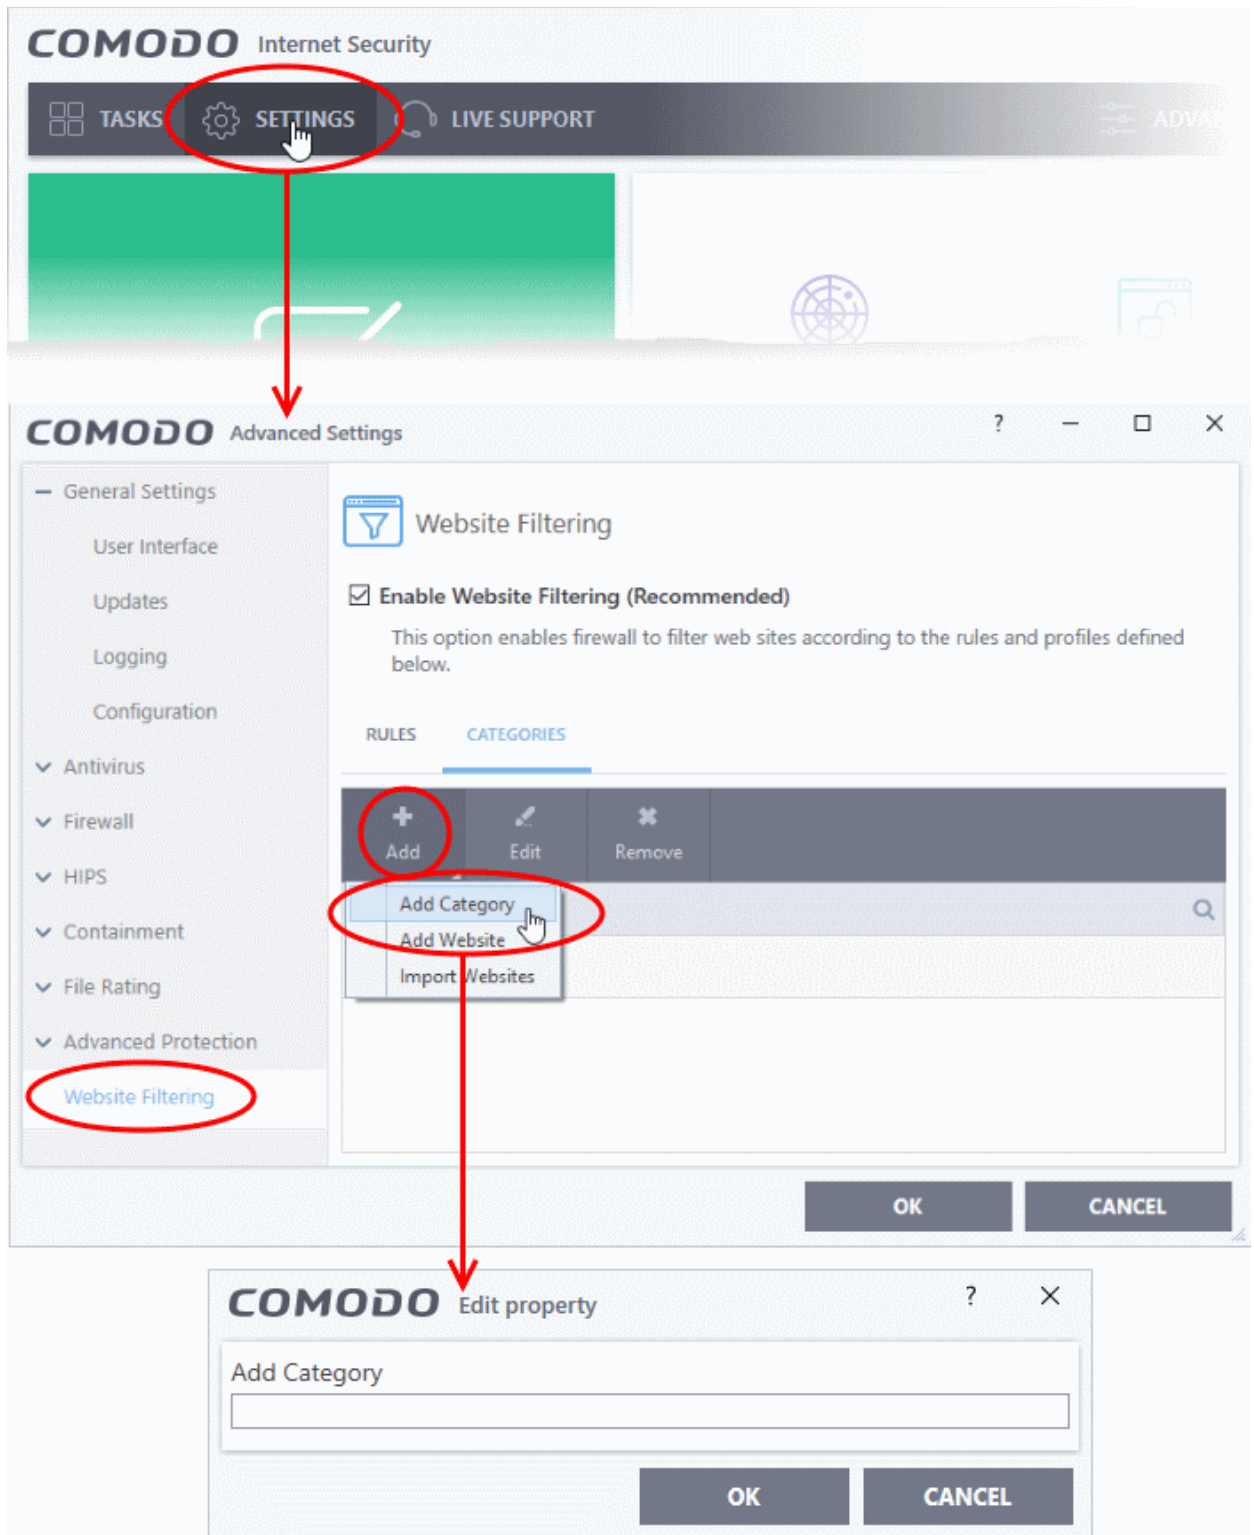 COMODO Internet Security
TASKS SETTINGS LIVE SUPPORT ADVA
COMODO Advanced Settings ?
General Settings
User Interface
Updates
Logging
Configuration
Antivirus
Firewall
HIPS
Containment
File Rating
Advanced Protection
Website Filtering
Website Filtering
Enable Website Filtering (Recommended)
This option enables firewall to filter web sites according to the rules and profiles defined
below.
RULES CATEGORIES
Add Edit Remove
Add Category
Add Website
Import Websites
OK CANCEL
COMODO Edit property ?
Add Category
OK CANCEL